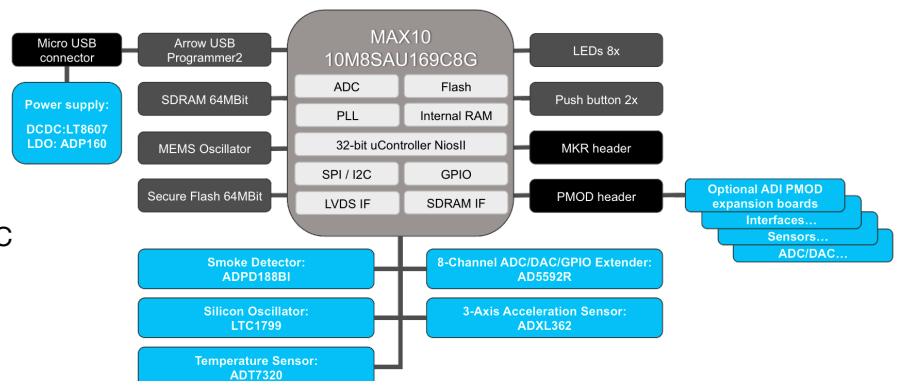 Micro USB
connector
Arrow USB
Programmer2
MAX10
10M8SAU169C8G
LEDs 8x
Power supply:
DCDC:LT8607
LDO: ADP160
SDRAM 64MBit
ADC
Flash
Push button 2x
PLL
Internal RAM
MEMS Oscillator
32-bit uController NiosII
MKR header
Secure Flash 64MBit
SPI / I2C
GPIO
LVDS IF
SDRAM IF
PMOD header
Optional ADI PMOD
expansion boards
Interfaces…
Sensors…
ADC/DAC…
C
Smoke Detector:
ADPD188BI
8-Channel ADC/DAC/GPIO Extender:
AD5592R
Silicon Oscillator:
LTC1799
3-Axis Acceleration Sensor:
ADXL362
Temperature Sensor:
ADT7320